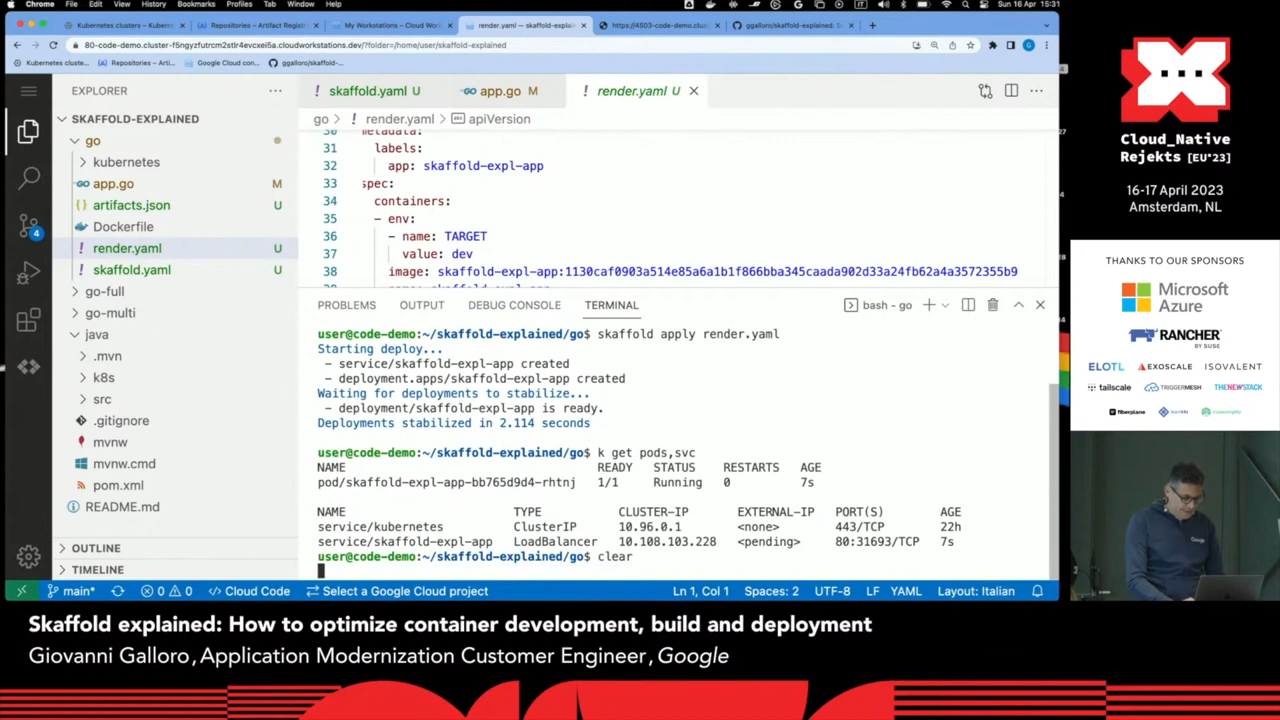 Chrome File Edit View History Bookmarks Profiles Tab Window Help
Sun 16 Apr 15:31
Kubernetes clusters – Kubern
Repositories – Artifact Regist
My Workstations – Cloud Work
render.yaml — skaffold-explai
https://4503-code-demo.clus
ggalloro/skaffold-explained: S
80-code-demo.cluster-f5ngyzfutrcm2stlr4evcxei5a.cloudworkstations.dev/?folder=/home/user/skaffold-explained
Kubernetes cluste...
Repositories – Arti...
Google Cloud con...
ggalloro/skaffold-...
EXPLORER
SKAFFOLD-EXPLAINED
go
kubernetes
app.go M
artifacts.json U
Dockerfile
render.yaml U
skaffold.yaml U
go-full
go-multi
java
.mvn
k8s
src
.gitignore
mvnw
mvnw.cmd
pom.xml
README.md
OUTLINE
TIMELINE
4
skaffold.yaml U
app.go M
render.yaml U
go > render.yaml > apiVersion
30 metadata:
31 labels:
32 app: skaffold-expl-app
33 spec:
34 containers:
35 - env:
36 - name: TARGET
37 value: dev
38 image: skaffold-expl-app:1130caf0903a514e85a6a1b1f866bba345caada902d33a24fb62a4a3572355b9
PROBLEMS OUTPUT DEBUG CONSOLE TERMINAL
bash - go
user@code-demo:~/skaffold-explained/go$ skaffold apply render.yaml
Starting deploy...
- service/skaffold-expl-app created
- deployment.apps/skaffold-expl-app created
Waiting for deployments to stabilize...
- deployment/skaffold-expl-app is ready.
Deployments stabilized in 2.114 seconds
user@code-demo:~/skaffold-explained/go$ k get pods,svc
NAME READY STATUS RESTARTS AGE
pod/skaffold-expl-app-bb765d9d4-rhtnj 1/1 Running 0 7s
NAME TYPE CLUSTER-IP EXTERNAL-IP PORT(S) AGE
service/kubernetes ClusterIP 10.96.0.1 <none> 443/TCP 22h
service/skaffold-expl-app LoadBalancer 10.108.103.228 <pending> 80:31693/TCP 7s
user@code-demo:~/skaffold-explained/go$ clear
main* 0 0 Cloud Code Select a Google Cloud project Ln 1, Col 1 Spaces: 2 UTF-8 LF YAML Layout: Italian
Cloud_Native
Rejekts [EU'23]
16-17 April 2023
Amsterdam, NL
THANKS TO OUR SPONSORS
Microsoft
Azure
RANCHER
BY SUSE
ELOTL EXOSCALE ISOVALENT
tailscale TRIGGERMESH THENEWSTACK
fiberplane
Google
Skaffold explained: How to optimize container development, build and deployment
Giovanni Galloro, Application Modernization Customer Engineer, Google